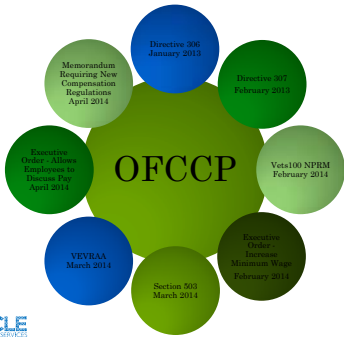 Directive 306
January 2013
Directive 307
February 2013
Vets100 NPRM
February 2014
Executive
Order -
Increase
Minimum Wage
February 2014
Section 503
March 2014
VEVRAA
March 2014
Executive
Order - Allows
Employees to
Discuss Pay
April 2014
Memorandum
Requiring New
Compensation
Regulations
April 2014
OFCCP
CLE
SERVICES